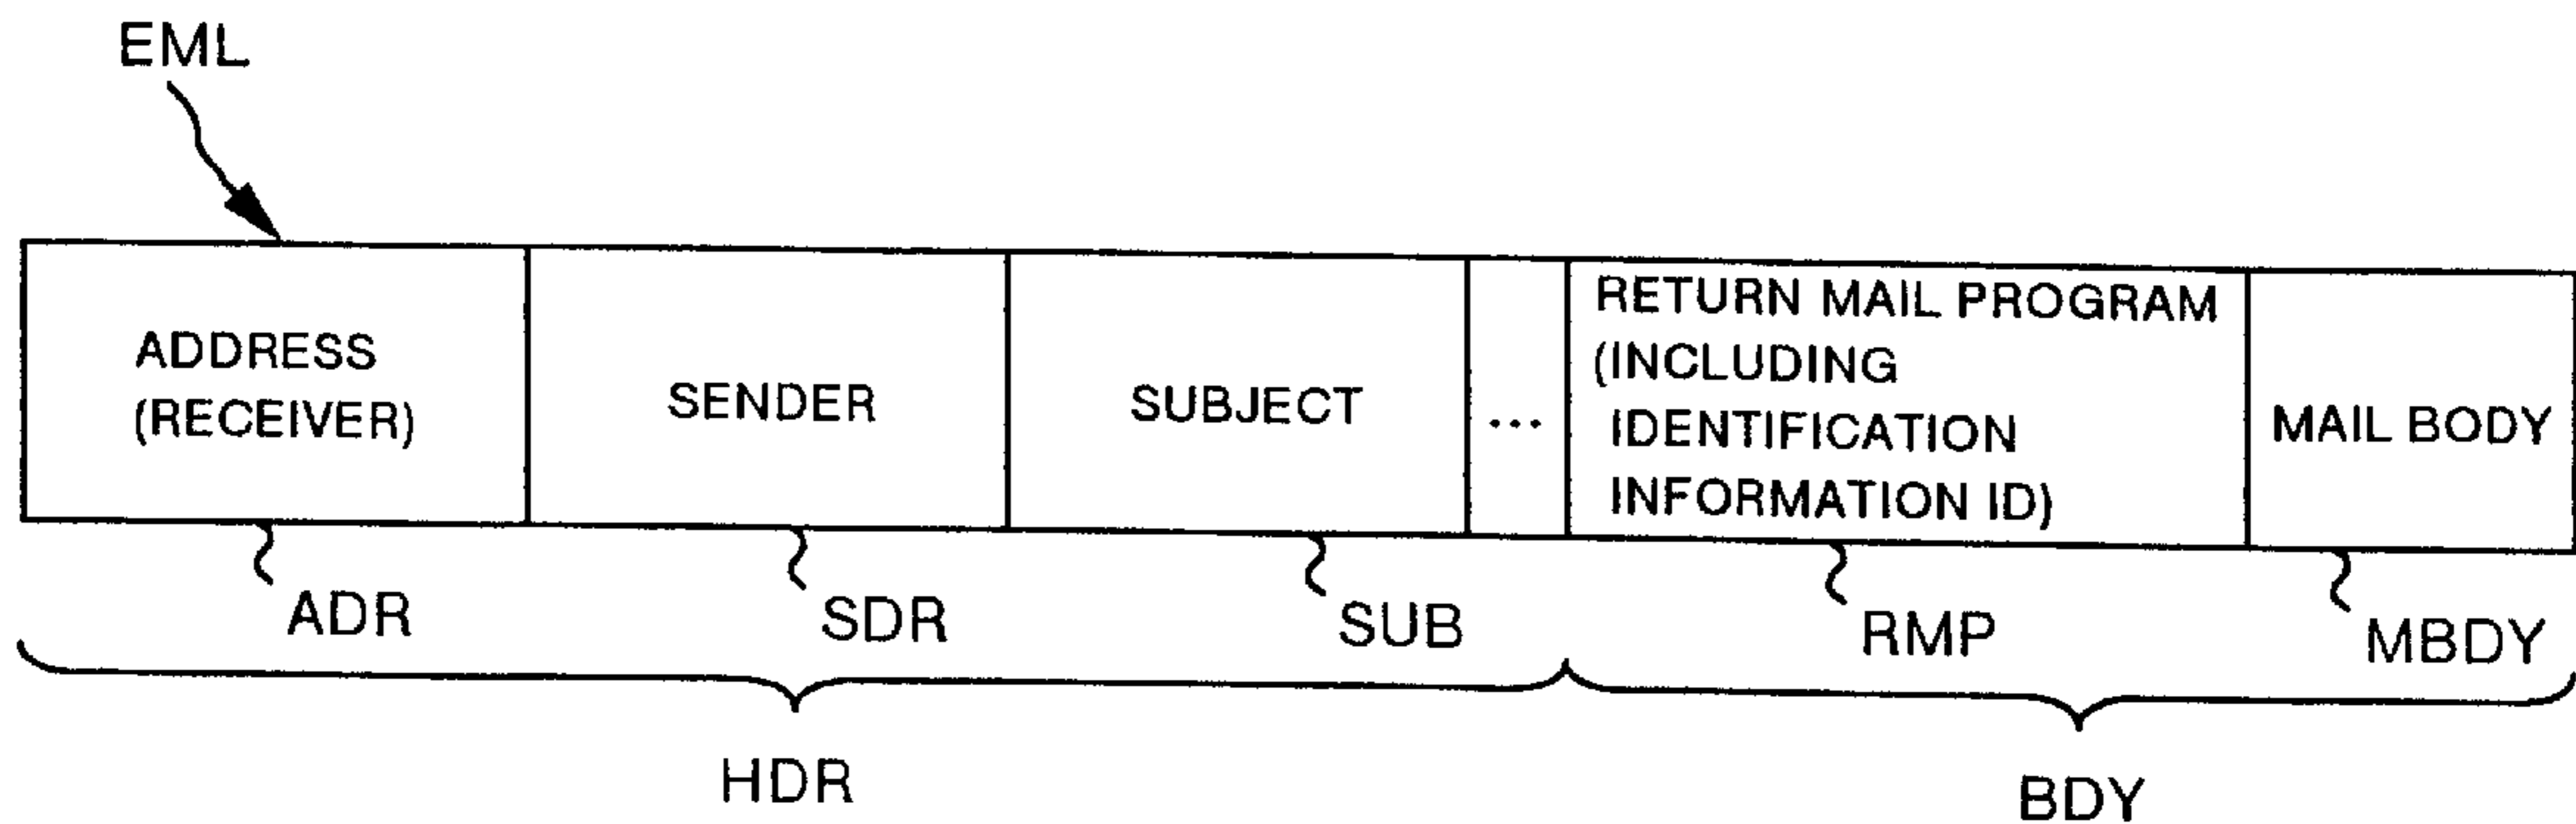 EML
ADDRESS
(RECEIVER)
SENDER
SUBJECT
...
RETURN MAIL PROGRAM
(INCLUDING
IDENTIFICATION
INFORMATION ID)
MAIL BODY
ADR
SDR
SUB
RMP
MBDY
HDR
BDY